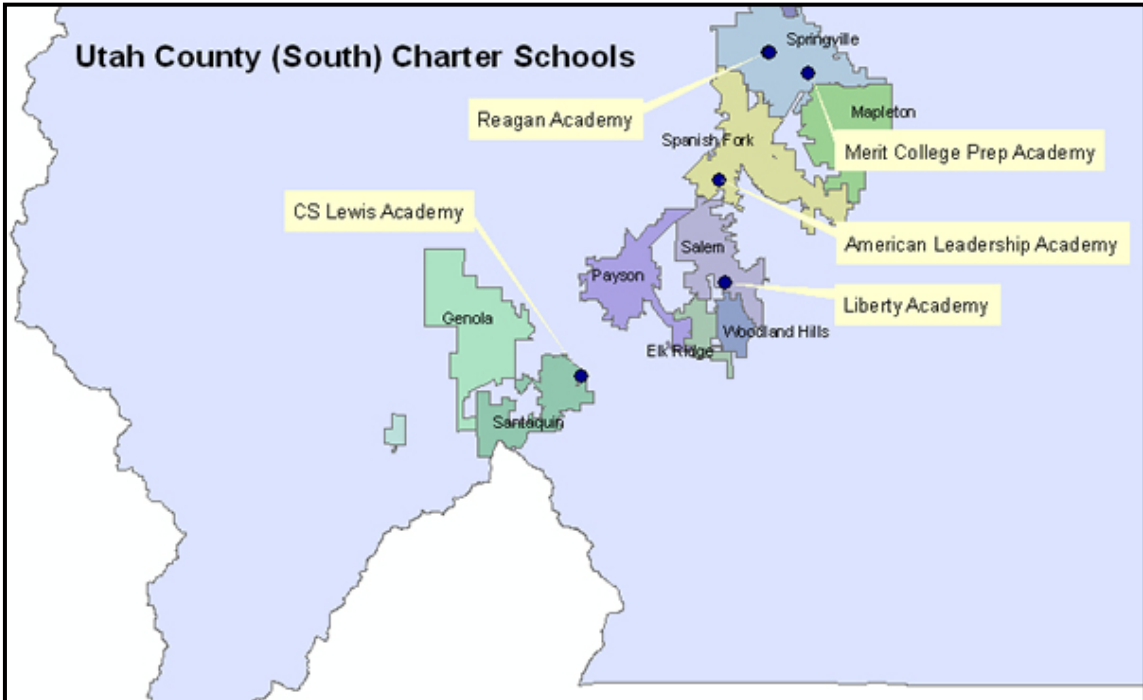 Utah County (South) Charter Schools
Springville
Reagan Academy
Mapleton
Spanish Fork
Merit College Prep Academy
CS Lewis Academy
American Leadership Academy
Salem
Payson
Liberty Academy
Genola
Woodland Hills
Elk Ridge
Santaquin